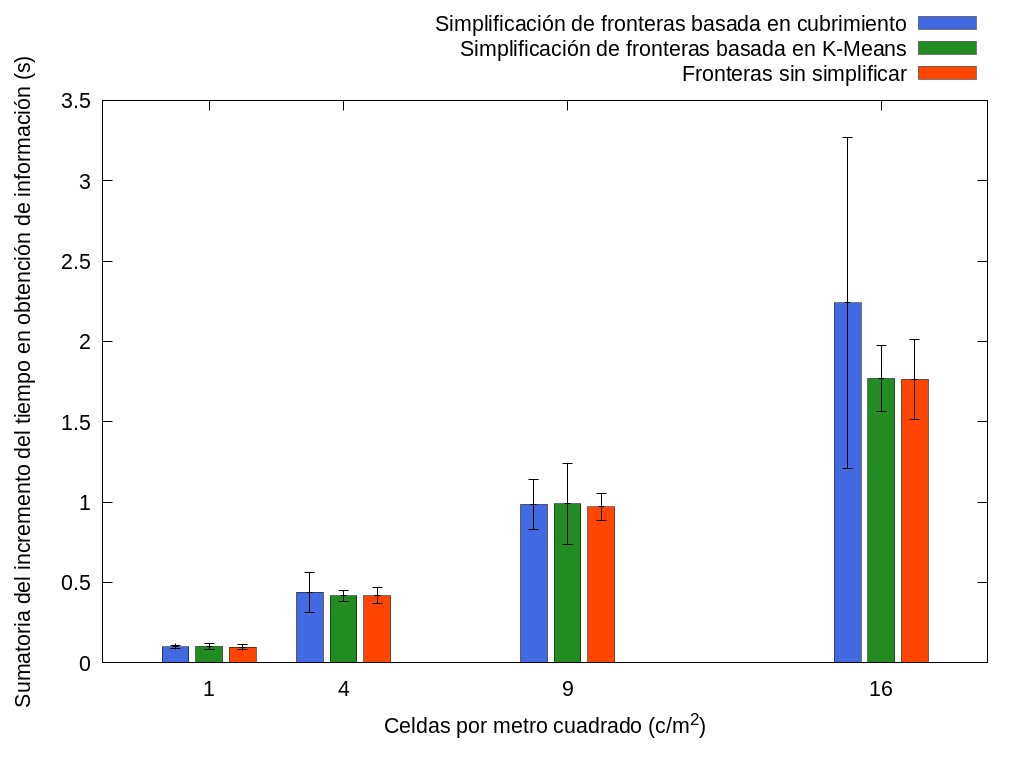 Simplificación de fronteras basada en cubrimiento
Simplificación de fronteras basada en K-Means
Fronteras sin simplificar
Sumatoria del incremento del tiempo en obtención de información (s)
3.5
3
2.5
2
1.5
1
0.5
0
1 4 9 16
Celdas por metro cuadrado (c/m²)